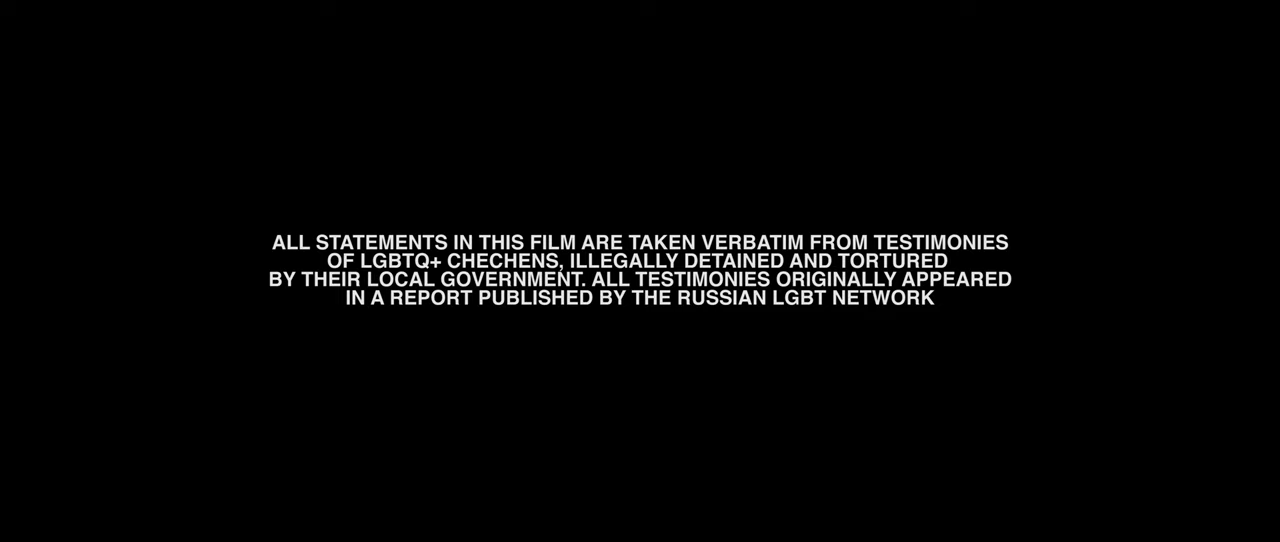 ALL STATEMENTS IN THIS FILM ARE TAKEN VERBATIM FROM TESTIMONIES
OF LGBTQ+ CHECHENS, ILLEGALLY DETAINED AND TORTURED
BY THEIR LOCAL GOVERNMENT. ALL TESTIMONIES ORIGINALLY APPEARED
IN A REPORT PUBLISHED BY THE RUSSIAN LGBT NETWORK